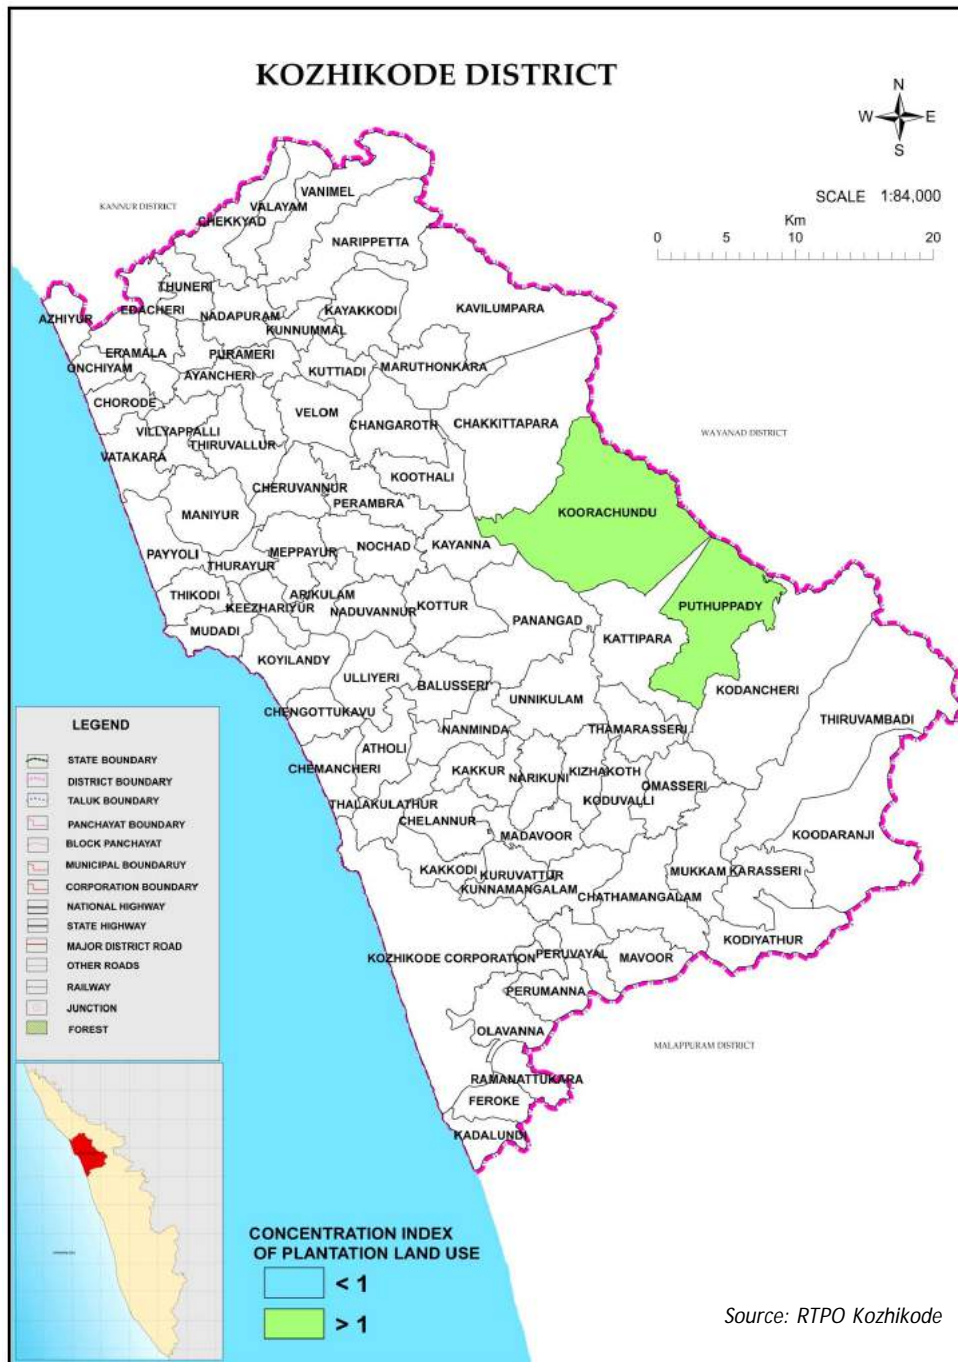 KOZHIKODE DISTRICT
N
W E
S
SCALE 1:84,000
Km
0 5 10 20
KANNUR DISTRICT
VANIMEL
VALAYAM
CHEKKYAD
NARIPPETTA
THUNERI
EDACHERI
AZHIYUR
NADAPURAM
KAYAKKODI
KAVILUMPARA
KUNNUMMAL
ERAMALA
PURAMERI
ONCHIYAM
AYANCHERI
KUTTIADI
MARUTHONKARA
CHORODE
VELOM
CHANGAROTH
CHAKKITTAPARA
WAYANAD DISTRICT
VILLYAPPALLI
THIRUVALLUR
VATAKARA
KOOTHALI
CHERUVANNUR
PERAMBRA
MANIYUR
KOORACHUNDU
PAYYOLI
MEPPAYUR
NOCHAD
KAYANNA
THURAYUR
THIKODI
ARIKULAM
KEEZHARIYUR
NADUVANNUR
KOTTUR
PUTHUPPADY
MUDADI
PANANGAD
KATTIPARA
KOYILANDY
ULLIYERI
BALUSSERI
UNNIKULAM
KODANCHERI
CHENGOTTUKAVU
NANMINDA
THAMARASSERI
THIRUVAMBADI
ATHOLI
CHEMANCHERI
KAKKUR
NARIKUNI
KIZHAKOTH
OMASSERI
THALAKULATHUR
KODUVALLI
CHELANNUR
MADAVOOR
KOODARANJI
KAKKODI
KURUVATTUR
MUKKAM
KARASSERI
KUNNAMANGALAM
CHATHAMANGALAM
KODIYATHUR
KOZHIKODE CORPORATION
PERUVAYAL
MAVOOR
PERUMANNA
OLAVANNA
MALAPPURAM DISTRICT
RAMANATTUKARA
FEROKE
KADALUNDI
LEGEND
STATE BOUNDARY
DISTRICT BOUNDARY
TALUK BOUNDARY
PANCHAYAT BOUNDARY
BLOCK PANCHAYAT
MUNICIPAL BOUNDARUY
CORPORATION BOUNDARY
NATIONAL HIGHWAY
STATE HIGHWAY
MAJOR DISTRICT ROAD
OTHER ROADS
RAILWAY
JUNCTION
FOREST
CONCENTRATION INDEX
OF PLANTATION LAND USE
< 1
> 1
Source: RTPO Kozhikode